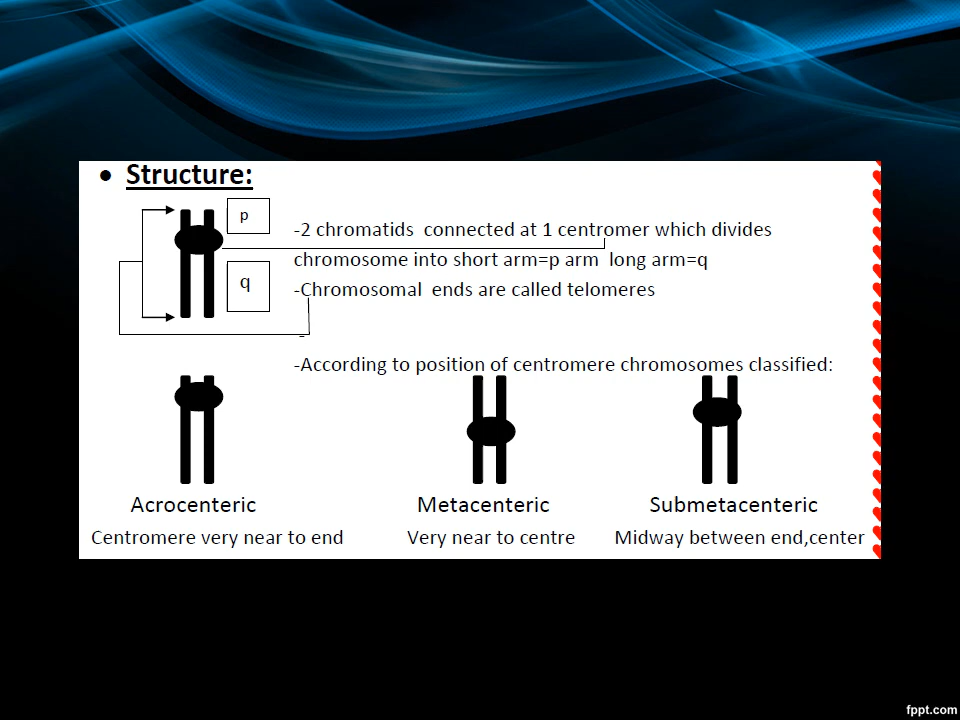 • Structure:
p
-2 chromatids connected at 1 centromer which divides
chromosome into short arm=p arm long arm=q
q
-Chromosomal ends are called telomeres
-
-According to position of centromere chromosomes classified:
Acrocenteric Metacenteric Submetacenteric
Centromere very near to end Very near to centre Midway between end,center
fppt.com